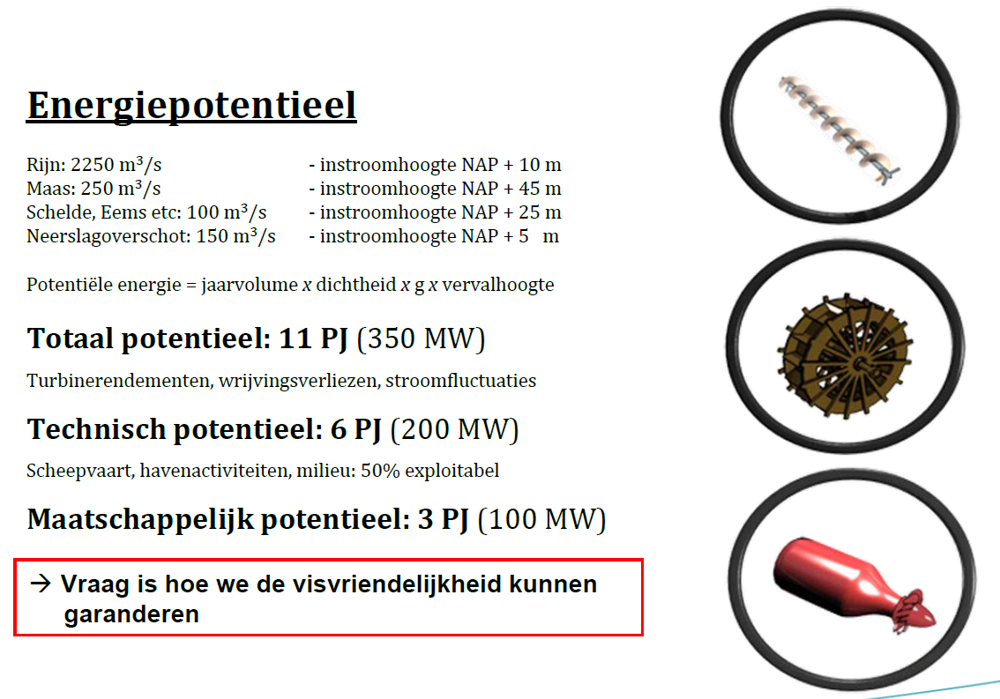 Energiepotentieel
Rijn: 2250 m³/s - instroomhoogte NAP + 10 m
Maas: 250 m³/s - instroomhoogte NAP + 45 m
Schelde, Eems etc: 100 m³/s - instroomhoogte NAP + 25 m
Neerslagoverschot: 150 m³/s - instroomhoogte NAP + 5 m
Potentiële energie = jaarvolume x dichtheid x g x vervalhoogte
Totaal potentieel: 11 PJ (350 MW)
Turbinerendementen, wrijvingsverliezen, stroomfluctuaties
Technisch potentieel: 6 PJ (200 MW)
Scheepvaart, havenactiviteiten, milieu: 50% exploitabel
Maatschappelijk potentieel: 3 PJ (100 MW)
→ Vraag is hoe we de visvriendelijkheid kunnen
garanderen